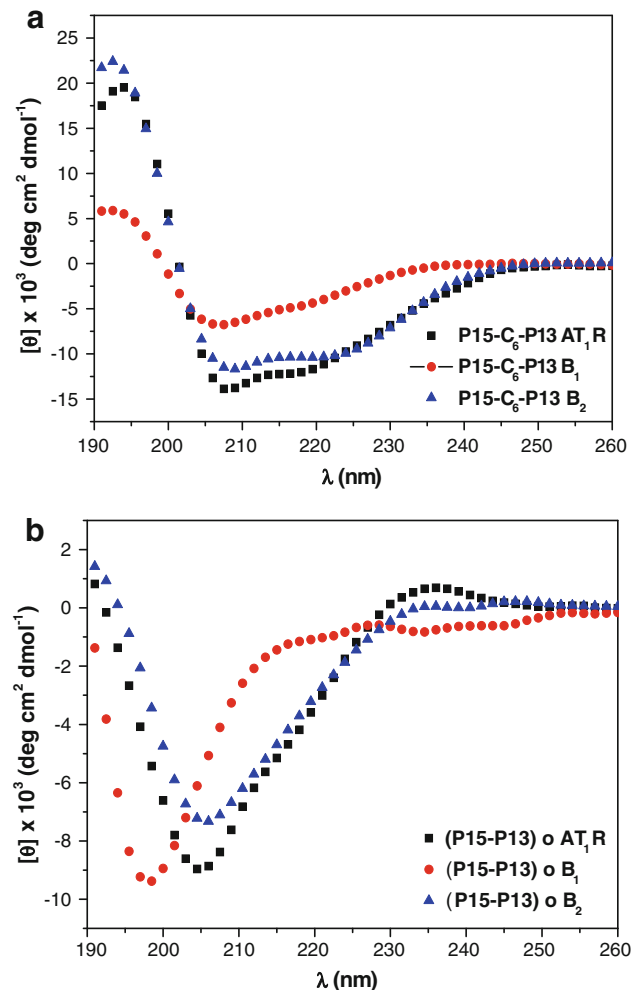 a
25
20
15
10
5
0
-5
-10
-15
[θ] x 10³ (deg cm² dmol⁻¹)
P15-C₆-P13 AT₁R
P15-C₆-P13 B₁
P15-C₆-P13 B₂
190 200 210 220 230 240 250 260
λ (nm)
b
2
0
-2
-4
-6
-8
-10
[θ] x 10³ (deg cm² dmol⁻¹)
(P15-P13) o AT₁R
(P15-P13) o B₁
(P15-P13) o B₂
190 200 210 220 230 240 250 260
λ (nm)